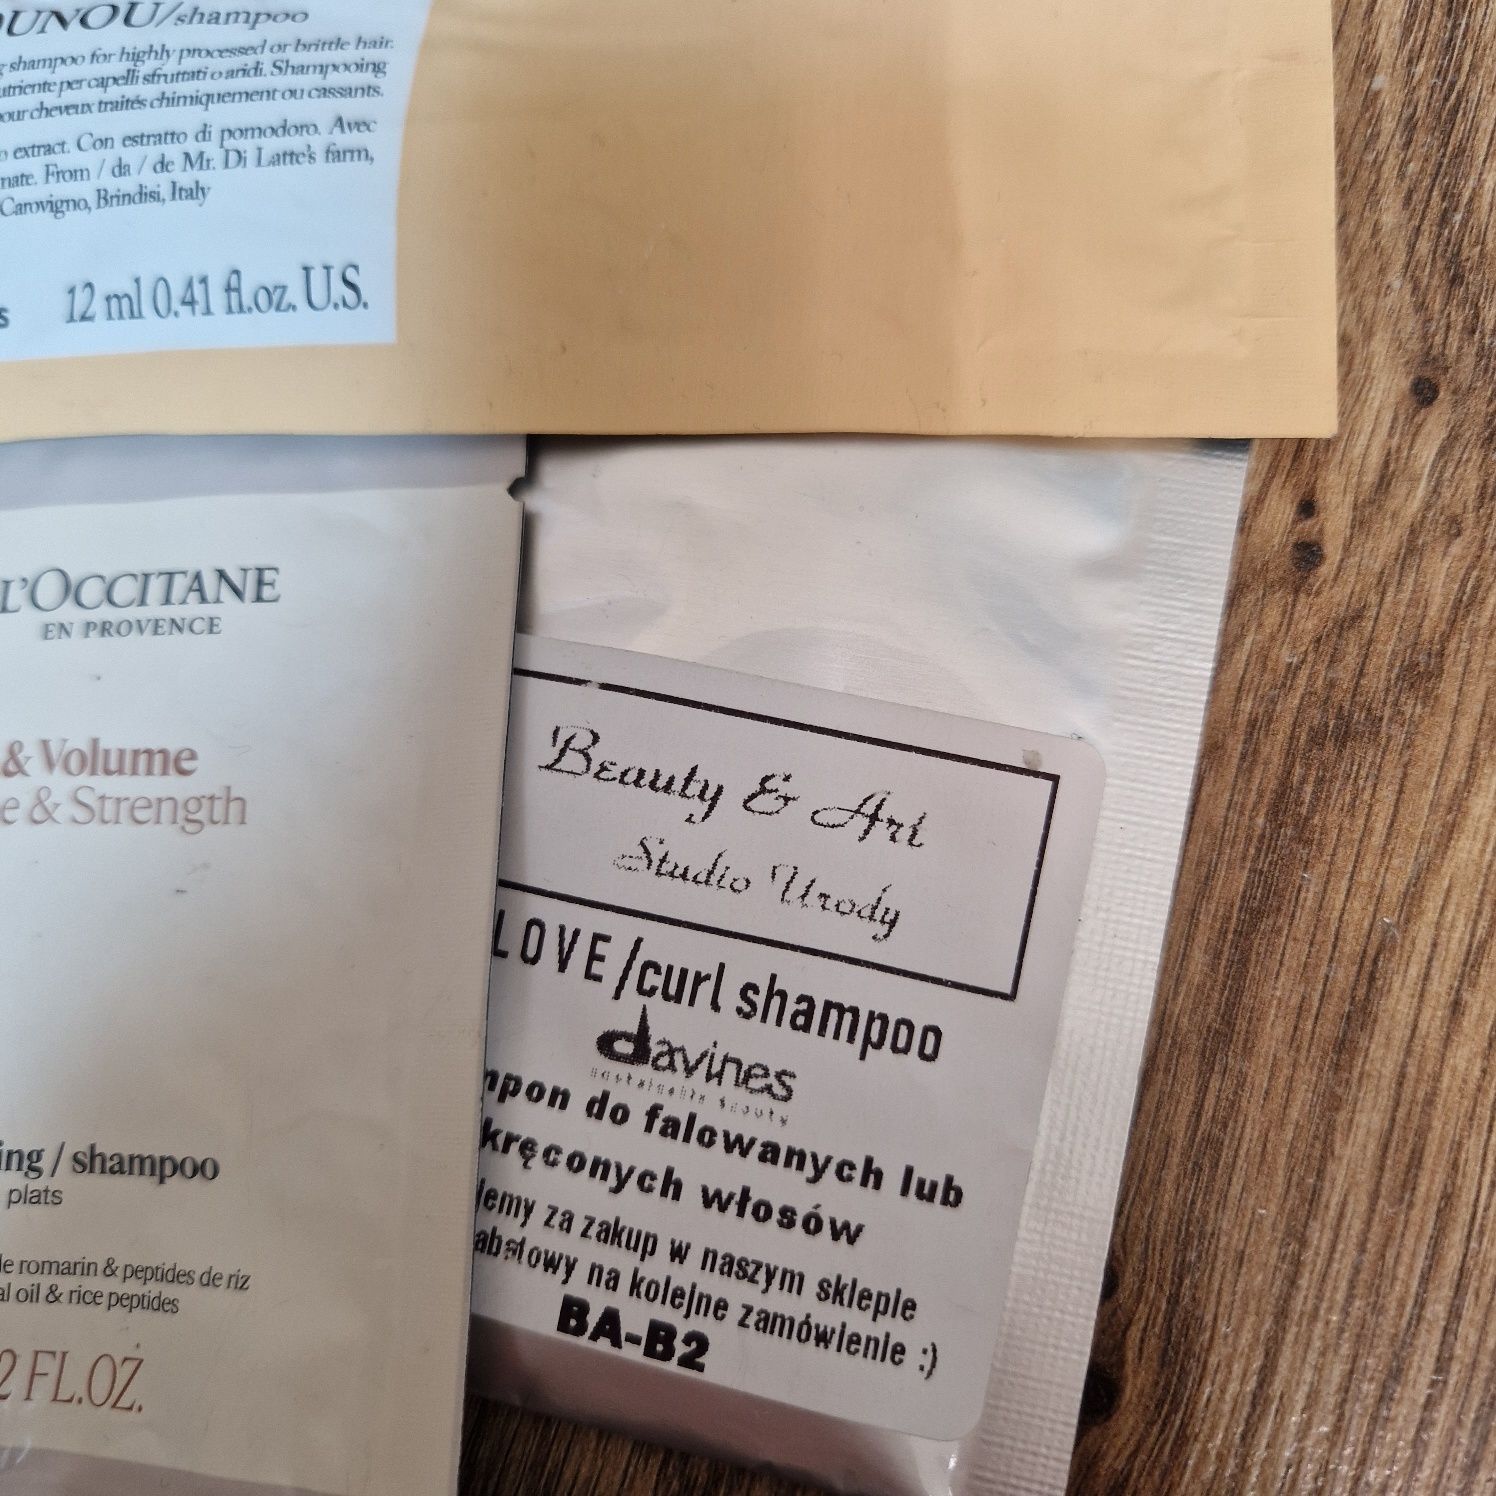 OUNOU/shampoo
shampoo for highly processed or brittle hair.
utriente per capelli sfruttati o aridi. Shampooing
pour cheveux traités chimiquement ou cassants.
extract. Con estratto di pomodoro. Avec
nate. From / da / de Mr. Di Latte's farm,
Carovigno, Brindisi, Italy
s 12 ml 0.41 fl.oz. U.S.
L'OCCITANE
EN PROVENCE
& Volume
e & Strength
ing / shampoo
plats
le romarin & peptides de riz
al oil & rice peptides
2 FL.OZ.
Beauty & Art
Studio Urody
LOVE/curl shampoo
davines
sustainable beauty
mpon do falowanych lub
kręconych włosów
jemy za zakup w naszym sklepie
abatowy na kolejne zamówienie :)
BA-B2